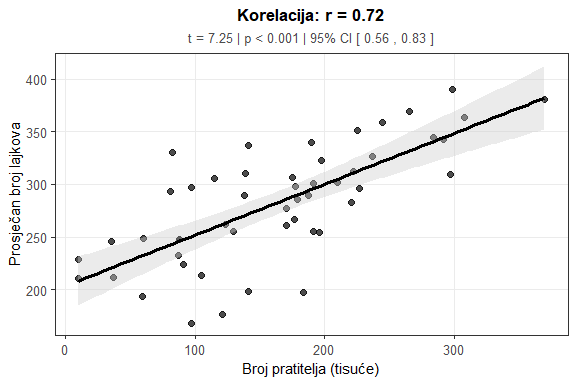 Korelacija: r = 0.72
t = 7.25 | p < 0.001 | 95% CI [ 0.56 , 0.83 ]
Prosječan broj lajkova
400
350
300
250
200
0 100 200 300
Broj pratitelja (tisuće)